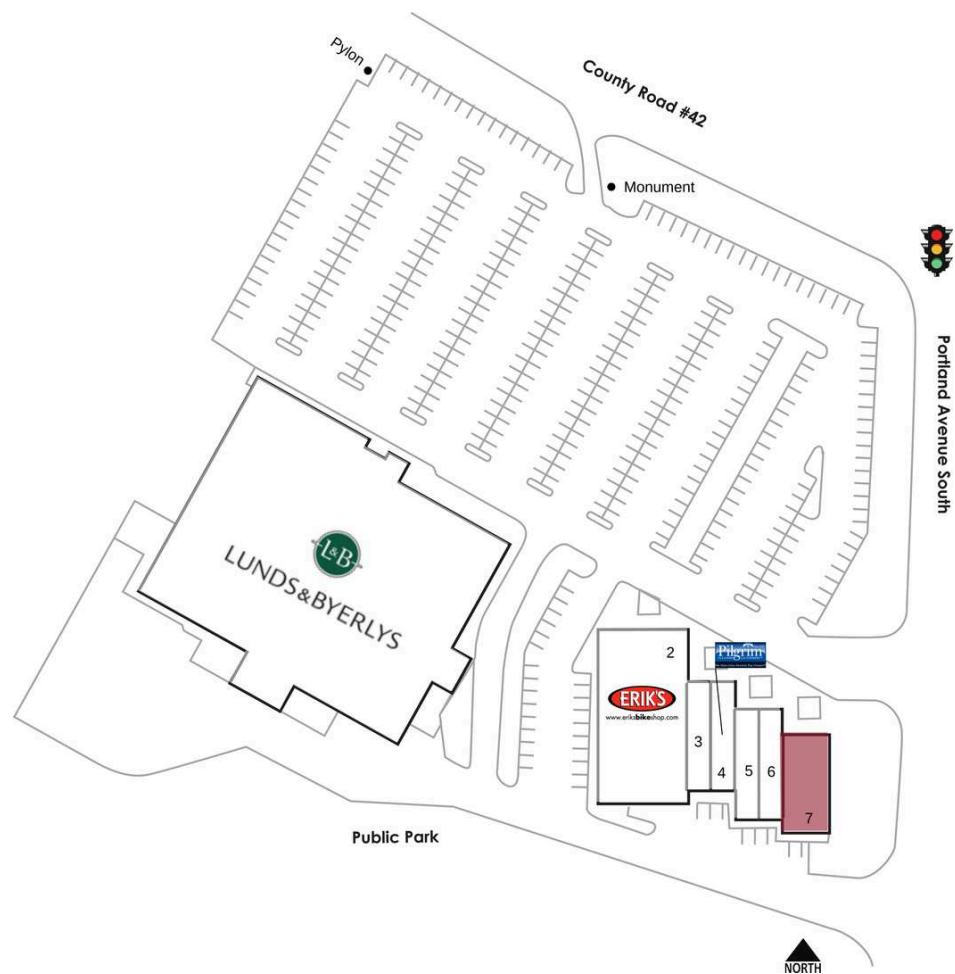 Pylon
County Road #42
Monument
Portland Avenue South
L&B
LUNDS&BYERLYS
2
Pilgrim
ERIK'S
www.eriksbikeshop.com
3
4
5
6
7
Public Park
NORTH